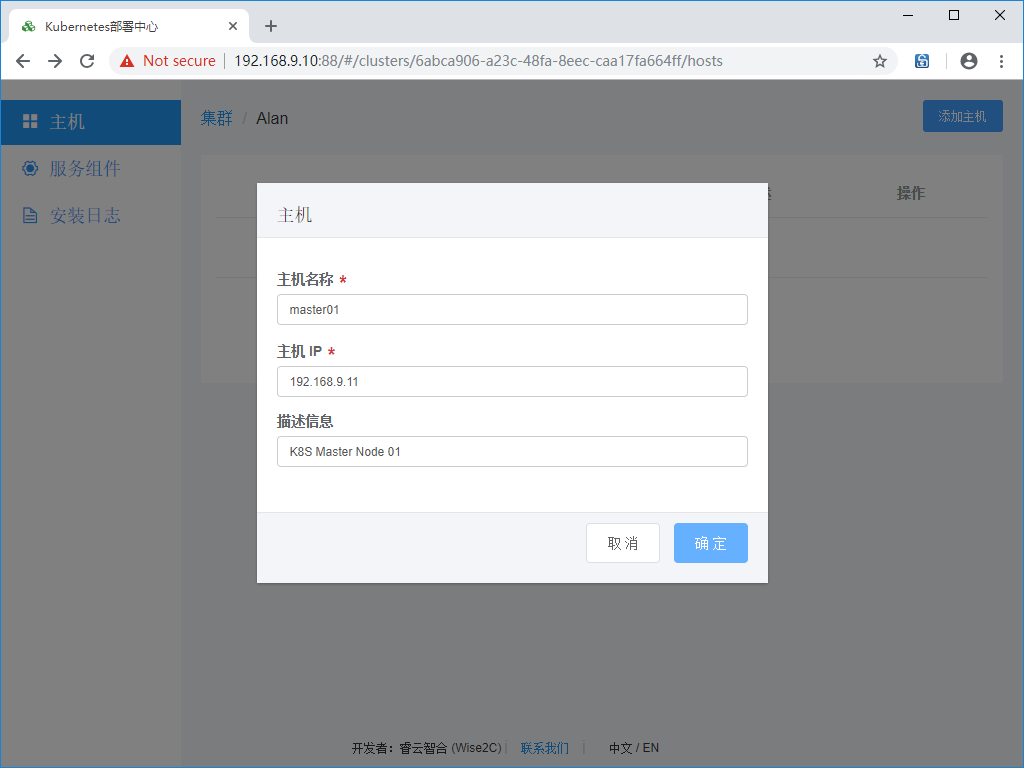 Kubernetes部署中心
Not secure
192.168.9.10:88/#/clusters/6abca906-a23c-48fa-8eec-caa17fa664ff/hosts
主机
集群 / Alan
添加主机
服务组件
安装日志
操作
主机
主机名称 *
master01
主机 IP *
192.168.9.11
描述信息
K8S Master Node 01
取 消
确 定
开发者：睿云智合 (Wise2C) | 联系我们 | 中文 / EN